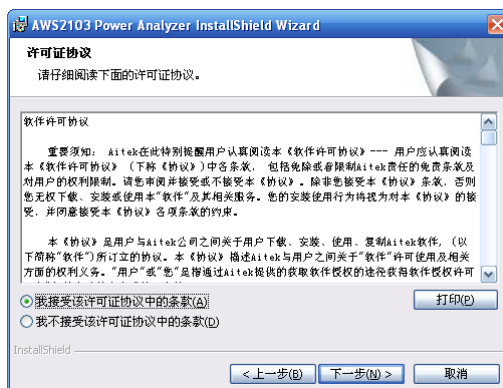 AWS2103 Power Analyzer InstallShield Wizard
许可证协议
请仔细阅读下面的许可证协议。
软件许可协议
重要须知： Aitek在此特别提醒用户认真阅读本《软件许可协议》 --- 用户应认真阅读
本《软件许可协议》（下称《协议》）中各条款， 包括免除或者限制Aitek责任的免责条款及
对用户的权利限制。请您审阅并接受或不接受本《协议》。除非您接受本《协议》条款，否则
您无权下载、安装或使用本"软件"及其相关服务。您的安装使用行为将视为对本《协议》的接
受，并同意接受本《协议》各项条款的约束。
本《协议》是用户与Aitek公司之间关于用户下载、安装、使用、复制Aitek软件，（以
下简称"软件"）所订立的协议。本《协议》描述Aitek与用户之间关于"软件"许可使用及相关
方面的权利义务。"用户"或"您"是指通过Aitek提供的获取软件授权的途径获得软件授权许可
我接受该许可证协议中的条款(A)
打印(P)
我不接受该许可证协议中的条款(D)
InstallShield
< 上一步(B)
下一步(N) >
取消